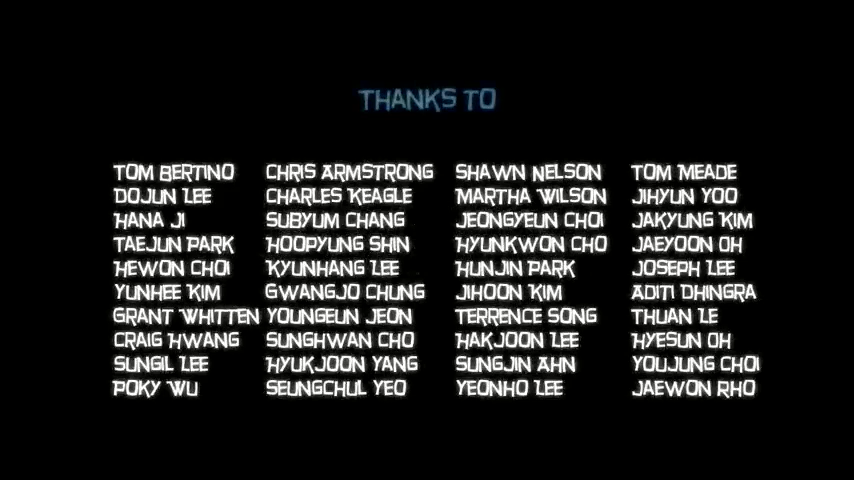 THANKS TO
TOM BERTINO CHRIS ARMSTRONG SHAWN NELSON TOM MEADE
DOJUN LEE CHARLES KEAGLE MARTHA WILSON JIHYUN YOO
HANA JI SUBYUM CHANG JEONGYEUN CHOI JAKYUNG KIM
TAEJUN PARK HOOPYUNG SHIN HYUNKWON CHO JAEYOON OH
HEWON CHOI KYUNHANG LEE HUNJIN PARK JOSEPH LEE
YUNHEE KIM GWANGJO CHUNG JIHOON KIM ADITI DHINGRA
GRANT WHITTEN YOUNGEUN JEON TERRENCE SONG THUAN LE
CRAIG HWANG SUNGHWAN CHO HAKJOON LEE HYESUN OH
SUNGIL LEE HYUKJOON YANG SUNGJIN AHN YOUJUNG CHOI
POKY WU SEUNGCHUL YEO YEONHO LEE JAEWON RHO